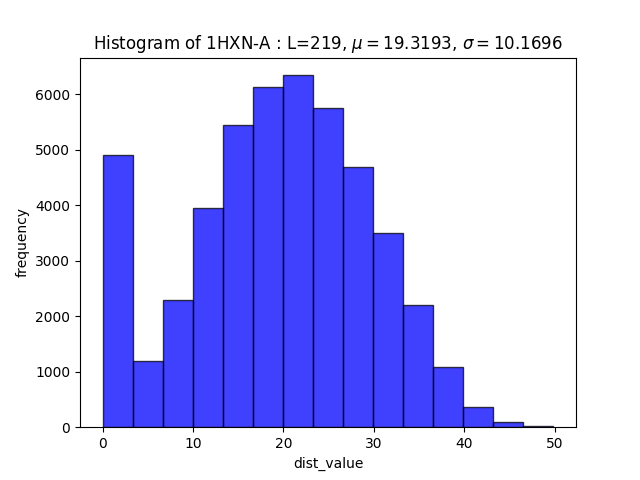 Histogram of 1HXN-A : L=219, μ = 19.3193, σ = 10.1696
frequency
6000
5000
4000
3000
2000
1000
0
0 10 20 30 40 50
dist_value